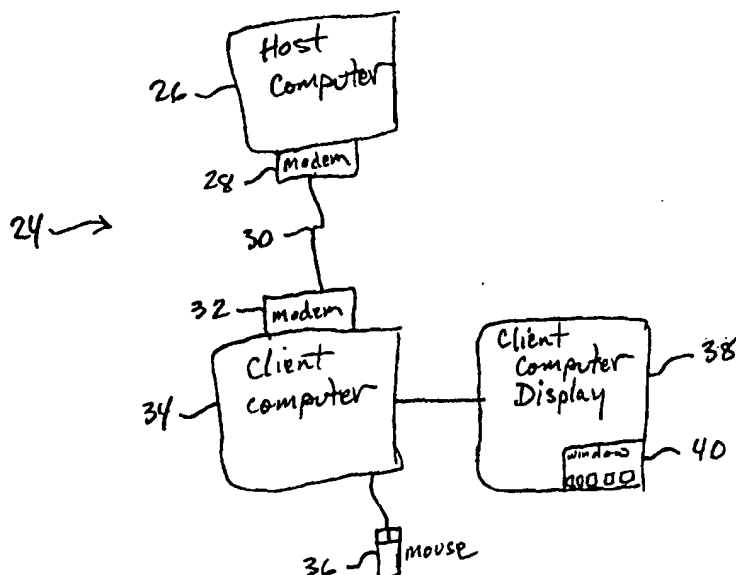 Host
Computer
26
modem
28
24
30
32
modem
Client
Computer
34
Client
Computer
Display
38
window
40
36
mouse